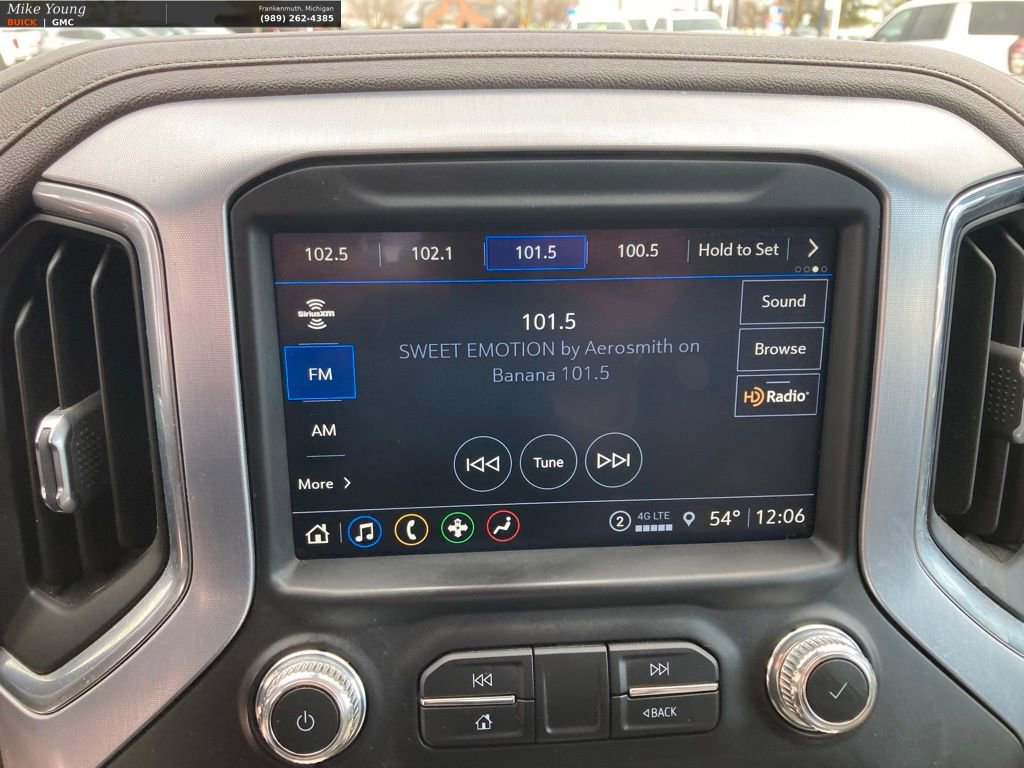 Mike Young
BUICK | GMC
Frankenmuth, Michigan
(989) 262-4385
102.5 102.1 101.5 100.5 Hold to Set
SiriusXM
FM
AM
More
101.5
SWEET EMOTION by Aerosmith on
Banana 101.5
Sound
Browse
HD Radio
Tune
2 4G LTE 54° 12:06
BACK